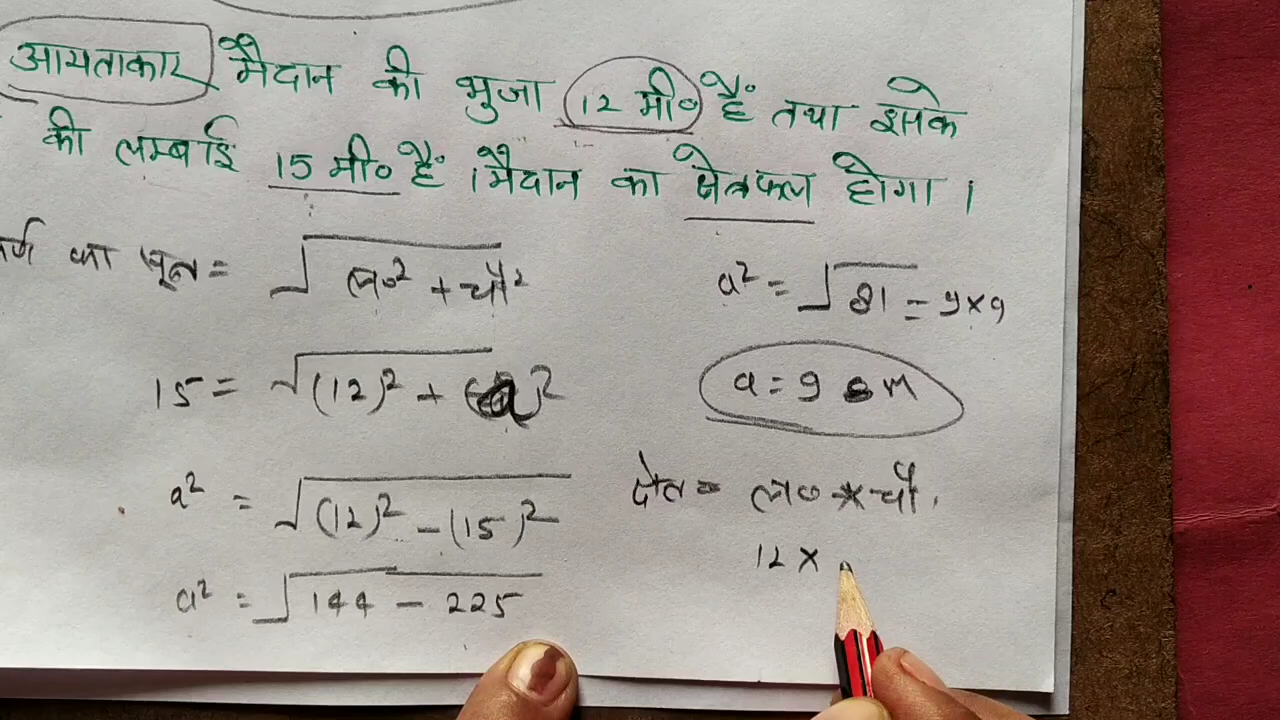 आयताकार मैदान की भुजा 12 मी० हैं तथा इसके
की लम्बाई 15 मी० हैं । मैदान का क्षेत्रफल होगा ।
का सूत्र = √ल०² + चौ²
15 = √(12)² + (a)²
a² = √(12)² - (15)²
a² = √144 - 225
a² = √81 = 9×9
a = 9 m
क्षेत्र = ल० × चौ.
12 ×